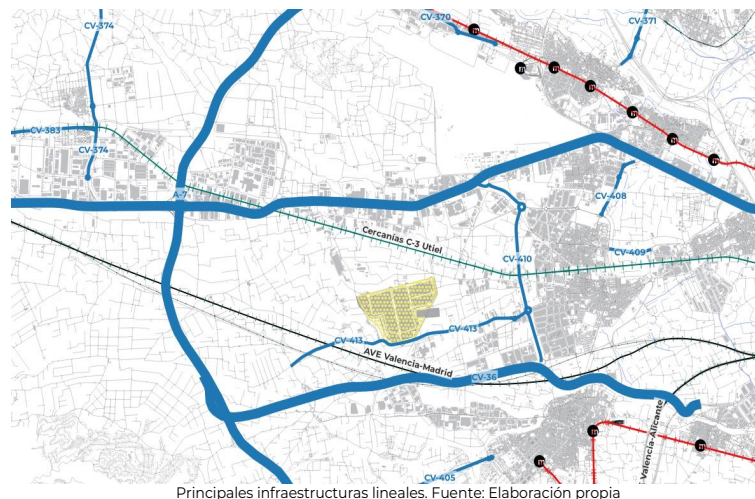 CV-374
CV-370
CV-371
CV-383
CV-374
A-7
CV-408
Cercanías C-3 Utiel
CV-410
CV-409
CV-413
CV-413
AVE Valencia-Madrid
CV-36
Valencia-Alicante
CV-405
Principales infraestructuras lineales. Fuente: Elaboración propia